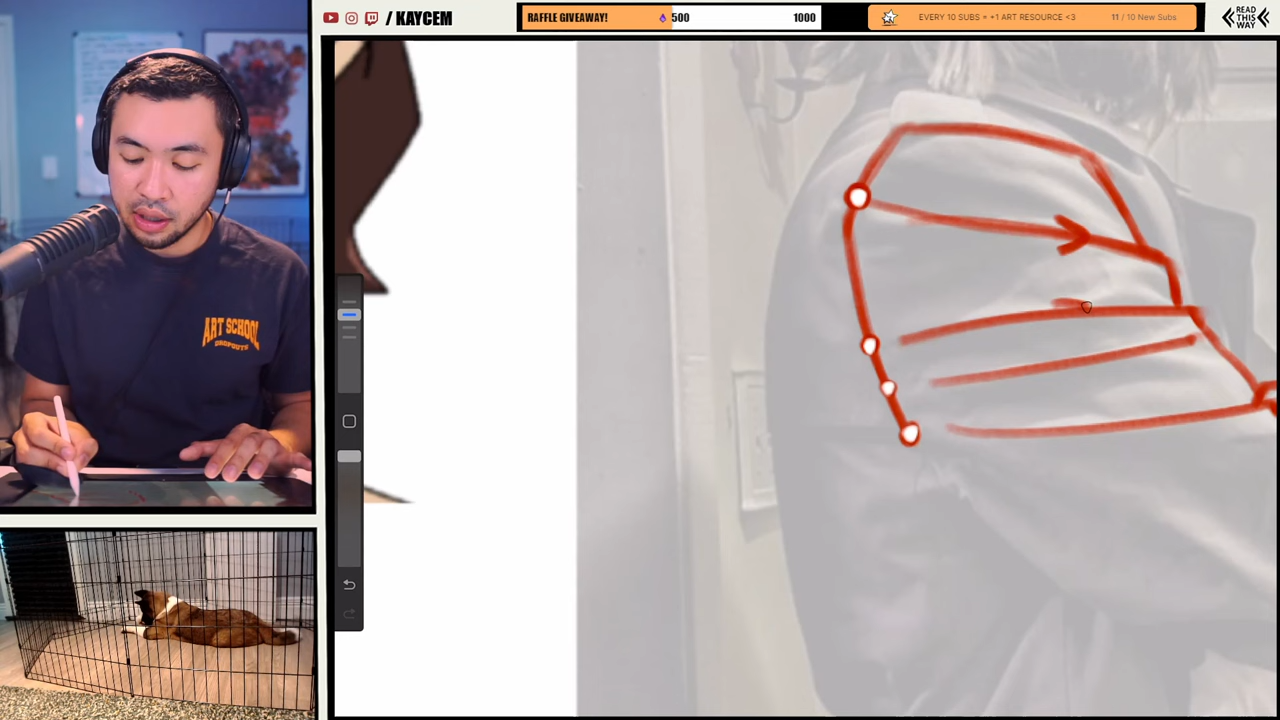 / KAYCEM
RAFFLE GIVEAWAY! 500 1000
EVERY 10 SUBS = +1 ART RESOURCE <3 11 / 10 New Subs
READ
THIS
WAY
ART SCHOOL
DROPOUTS